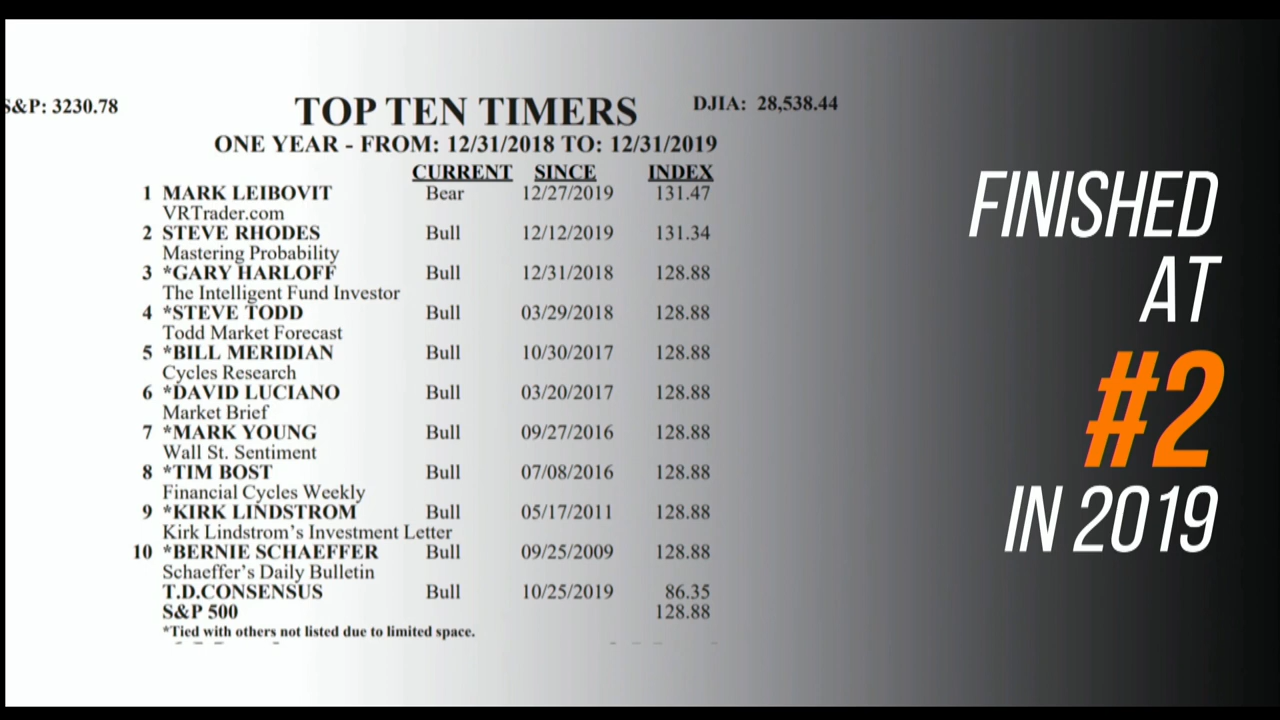 S&P: 3230.78
TOP TEN TIMERS
DJIA: 28,538.44
ONE YEAR - FROM: 12/31/2018 TO: 12/31/2019
CURRENT SINCE INDEX
1 MARK LEIBOVIT Bear 12/27/2019 131.47
VRTrader.com
2 STEVE RHODES Bull 12/12/2019 131.34
Mastering Probability
3 *GARY HARLOFF Bull 12/31/2018 128.88
The Intelligent Fund Investor
4 *STEVE TODD Bull 03/29/2018 128.88
Todd Market Forecast
5 *BILL MERIDIAN Bull 10/30/2017 128.88
Cycles Research
6 *DAVID LUCIANO Bull 03/20/2017 128.88
Market Brief
7 *MARK YOUNG Bull 09/27/2016 128.88
Wall St. Sentiment
8 *TIM BOST Bull 07/08/2016 128.88
Financial Cycles Weekly
9 *KIRK LINDSTROM Bull 05/17/2011 128.88
Kirk Lindstrom's Investment Letter
10 *BERNIE SCHAEFFER Bull 09/25/2009 128.88
Schaeffer's Daily Bulletin
T.D.CONSENSUS Bull 10/25/2019 86.35
S&P 500 128.88
*Tied with others not listed due to limited space.
FINISHED
AT
#2
IN 2019